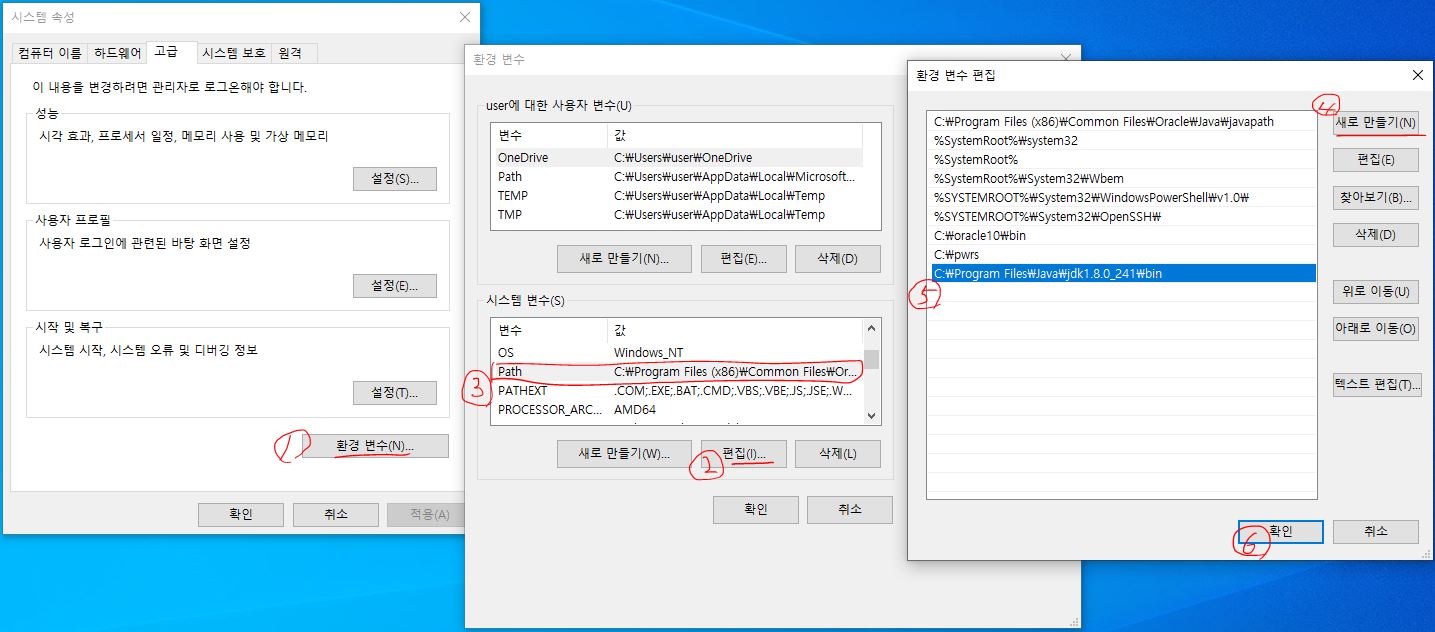 시스템 속성
컴퓨터 이름 하드웨어 고급 시스템 보호 원격
이 내용을 변경하려면 관리자로 로그온해야 합니다.
성능
시각 효과, 프로세서 일정, 메모리 사용 및 가상 메모리
설정(S)...
사용자 프로필
사용자 로그인에 관련된 바탕 화면 설정
설정(E)...
시작 및 복구
시스템 시작, 시스템 오류 및 디버깅 정보
설정(T)...
① 환경 변수(N)...
확인 취소 적용(A)
환경 변수
user에 대한 사용자 변수(U)
변수 값
OneDrive C:₩Users₩user₩OneDrive
Path C:₩Users₩user₩AppData₩Local₩Microsoft...
TEMP C:₩Users₩user₩AppData₩Local₩Temp
TMP C:₩Users₩user₩AppData₩Local₩Temp
새로 만들기(N)... 편집(E)... 삭제(D)
시스템 변수(S)
변수 값
OS Windows_NT
③ Path C:₩Program Files (x86)₩Common Files₩Or...
PATHEXT .COM;.EXE;.BAT;.CMD;.VBS;.VBE;.JS;.JSE;.W...
PROCESSOR_ARC... AMD64
새로 만들기(W)... ② 편집(I)... 삭제(L)
확인 취소
환경 변수 편집
C:₩Program Files (x86)₩Common Files₩Oracle₩Java₩javapath
%SystemRoot%₩system32
%SystemRoot%
%SystemRoot%₩System32₩Wbem
%SYSTEMROOT%₩System32₩WindowsPowerShell₩v1.0₩
%SYSTEMROOT%₩System32₩OpenSSH₩
C:₩oracle10₩bin
C:₩pwrs
⑤ C:₩Program Files₩Java₩jdk1.8.0_241₩bin
④ 새로 만들기(N)
편집(E)
찾아보기(B)...
삭제(D)
위로 이동(U)
아래로 이동(O)
텍스트 편집(T)...
⑥ 확인 취소